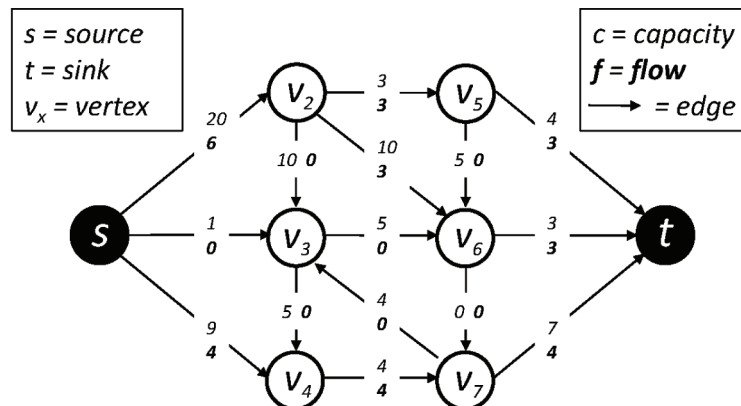 s = source
t = sink
vₓ = vertex
c = capacity
f = flow
= edge
v₂
3
3
v₅
20
6
10 0
10
3
5 0
4
3
s
1
0
v₃
5
0
v₆
3
3
t
9
4
5 0
4
0
0 0
7
4
v₄
4
4
v₇